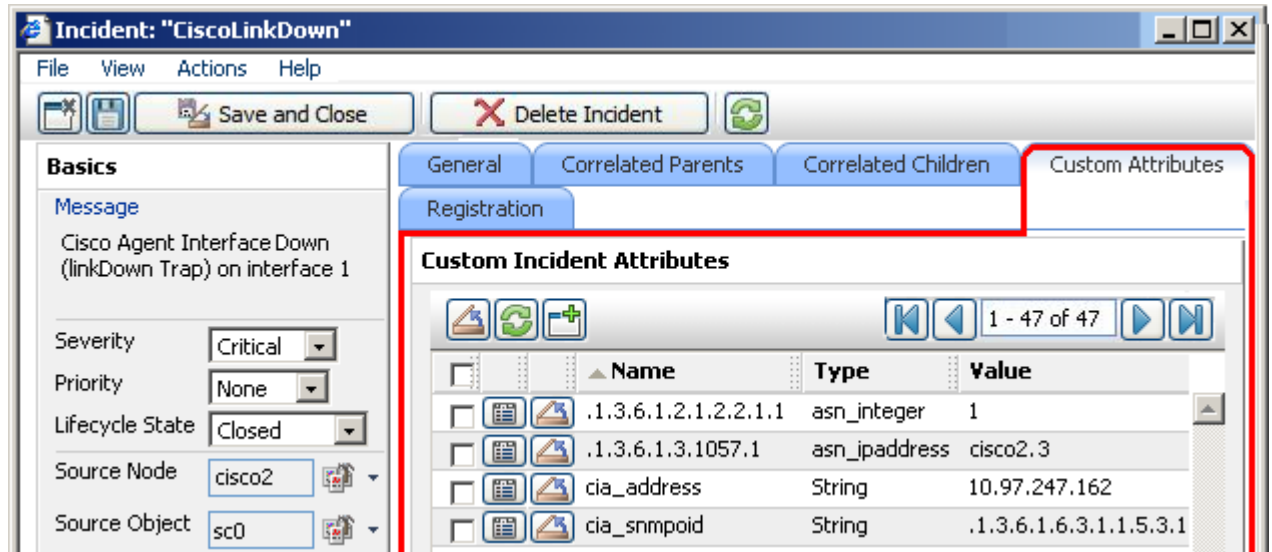 Incident: "CiscoLinkDown"
File View Actions Help
Save and Close Delete Incident
Basics
Message
Cisco Agent Interface Down
(linkDown Trap) on interface 1
Severity Critical
Priority None
Lifecycle State Closed
Source Node cisco2
Source Object sc0
General Correlated Parents Correlated Children Custom Attributes
Registration
Custom Incident Attributes
1 - 47 of 47
Name Type Value
.1.3.6.1.2.1.2.2.1.1 asn_integer 1
.1.3.6.1.3.1057.1 asn_ipaddress cisco2.3
cia_address String 10.97.247.162
cia_snmpoid String .1.3.6.1.6.3.1.1.5.3.1